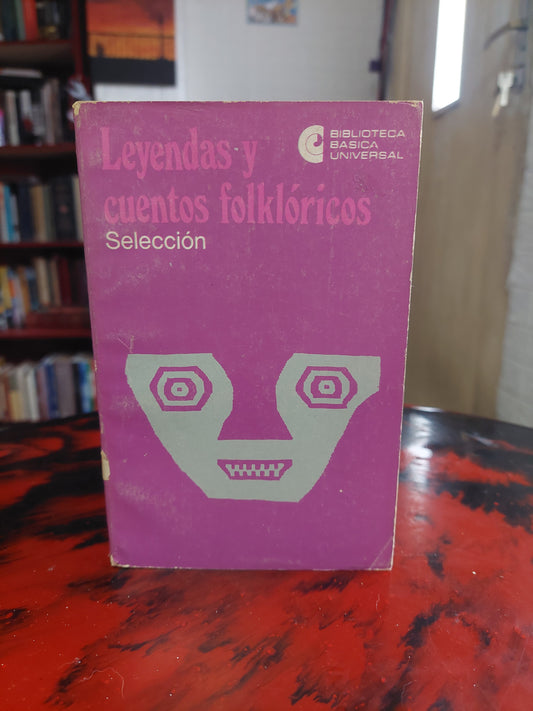 Leyendas y
cuentos folklóricos
Selección
BIBLIOTECA
BASICA
UNIVERSAL